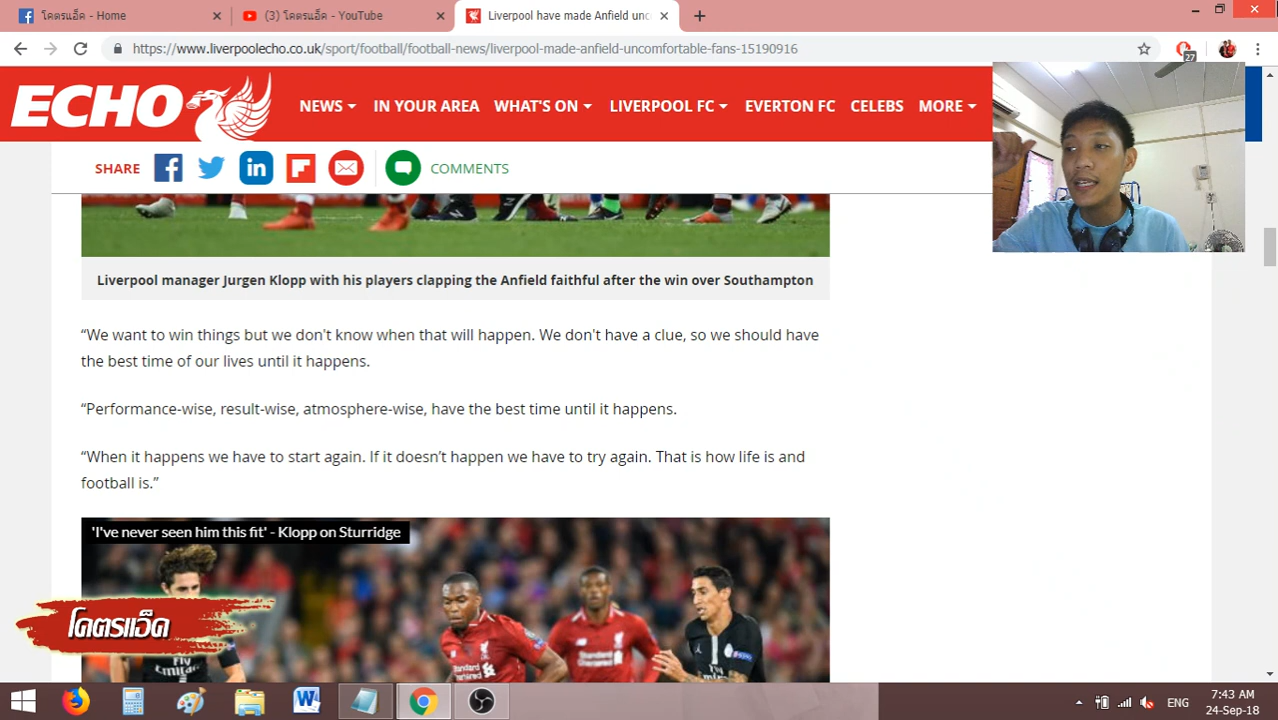 โคตรแอ็ด - Home
(3) โคตรแอ็ด - YouTube
Liverpool have made Anfield unc
https://www.liverpoolecho.co.uk/sport/football/football-news/liverpool-made-anfield-uncomfortable-fans-15190916
27
ECHO
NEWS
IN YOUR AREA
WHAT'S ON
LIVERPOOL FC
EVERTON FC
CELEBS
MORE
SHARE
COMMENTS
Liverpool manager Jurgen Klopp with his players clapping the Anfield faithful after the win over Southampton
“We want to win things but we don't know when that will happen. We don't have a clue, so we should have
the best time of our lives until it happens.
“Performance-wise, result-wise, atmosphere-wise, have the best time until it happens.
“When it happens we have to start again. If it doesn’t happen we have to try again. That is how life is and
football is.”
'I've never seen him this fit' - Klopp on Sturridge
Standard
Chartered
Standard
Chartered
Fly
Emirates
Fly
โคตรแอ็ด
ENG
7:43 AM
24-Sep-18